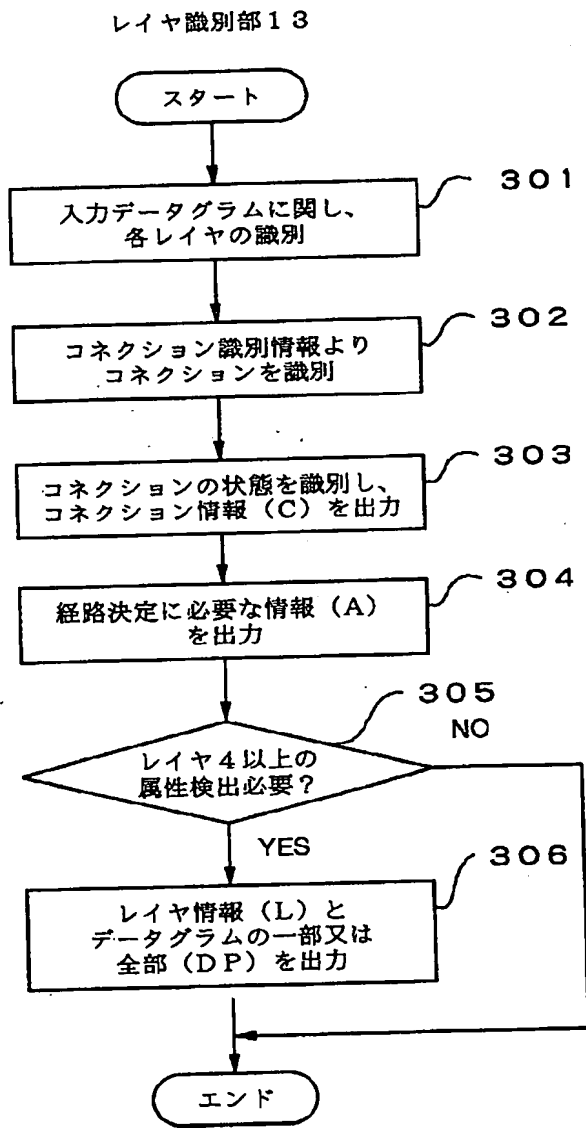 レイヤ識別部１３
スタート
３０１
入力データグラムに関し、
各レイヤの識別
３０２
コネクション識別情報より
コネクションを識別
３０３
コネクションの状態を識別し、
コネクション情報（C）を出力
３０４
経路決定に必要な情報（A）
を出力
３０５
NO
レイヤ４以上の
属性検出必要？
YES
３０６
レイヤ情報（L）と
データグラムの一部又は
全部（DP）を出力
エンド